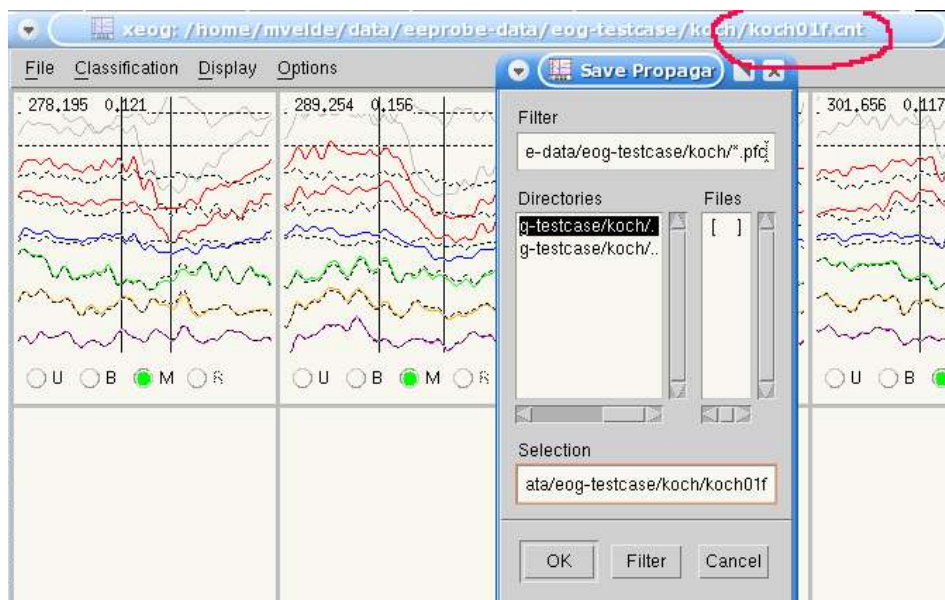 xeog: /home/mvelde/data/eeprobe-data/eog-testcase/koch/koch01f.cnt
File Classification Display Options
Save Propagar
278.195 0.121
289.254 0.156
301.656 0.117
Filter
e-data/eog-testcase/koch/*.pfc
Directories Files
g-testcase/koch/. [ ]
g-testcase/koch/..
U B M R
U B M R
U B
Selection
ata/eog-testcase/koch/koch01f
OK Filter Cancel